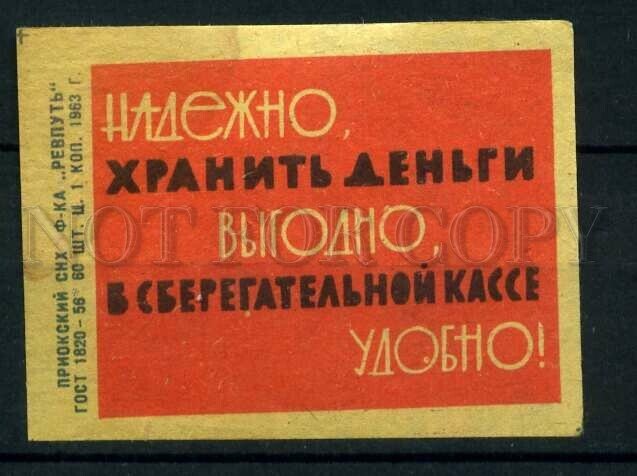 НАДЕЖНО,
ХРАНИТЬ ДЕНЬГИ
ВЫГОДНО,
В СБЕРЕГАТЕЛЬНОЙ КАССЕ
УДОБНО!
ПРИОКСКИЙ СНХ Ф-КА „РЕВПУТЬ“
ГОСТ 1820-56 60 ШТ. Ц. 1 КОП. 1963 Г.
NOT FOR COPY